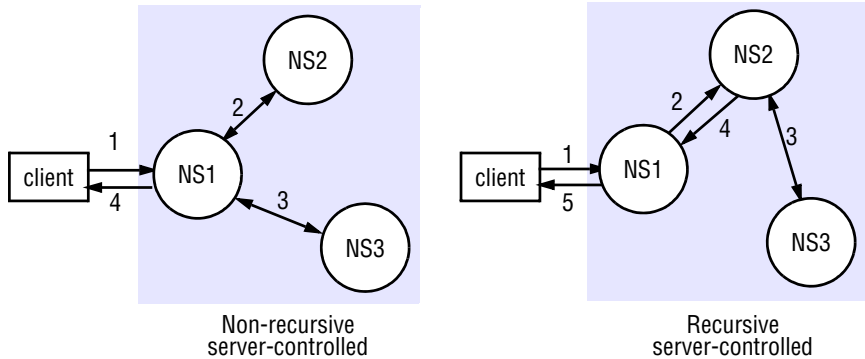 NS2
2
1
client
NS1
4
3
NS3
Non-recursive
server-controlled
NS2
2
4
1
3
client
NS1
5
NS3
Recursive
server-controlled